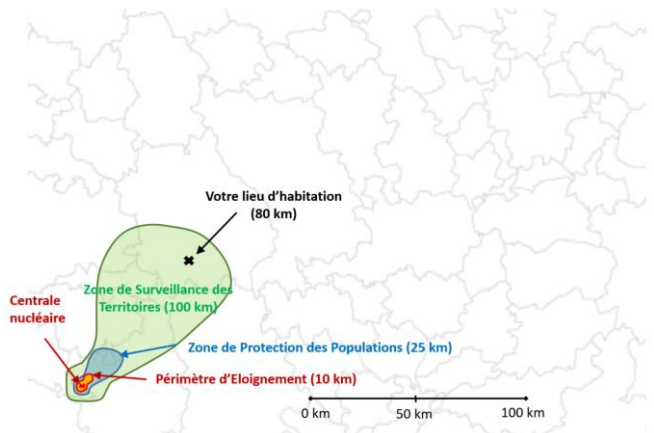 Votre lieu d'habitation
(80 km)
Zone de Surveillance des
Territoires (100 km)
Centrale
nucléaire
Zone de Protection des Populations (25 km)
Périmètre d'Eloignement (10 km)
0 km
50 km
100 km